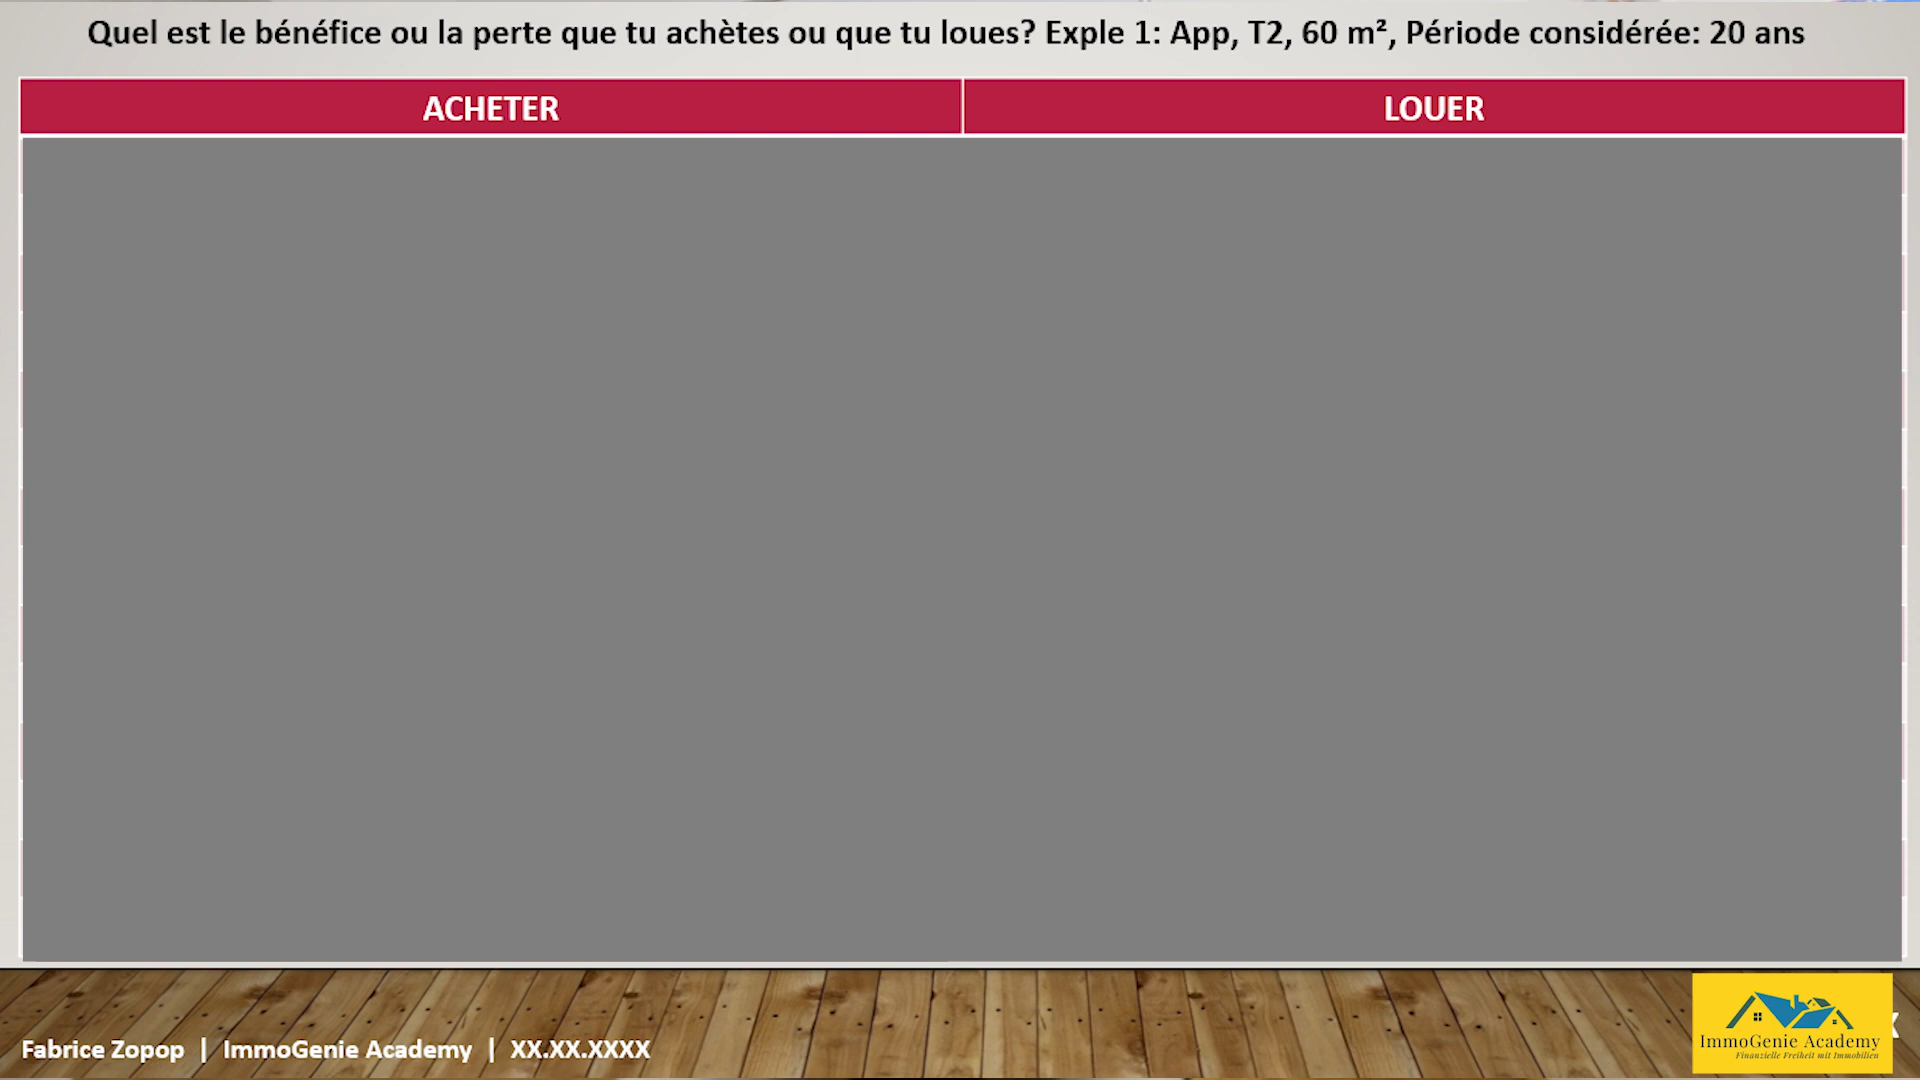 Quel est le bénéfice ou la perte que tu achètes ou que tu loues? Exple 1: App, T2, 60 m², Période considérée: 20 ans
ACHETER
LOUER
Fabrice Zopop | ImmoGenie Academy | XX.XX.XXXX
ImmoGenie Academy
Finanzielle Freiheit mit Immobilien